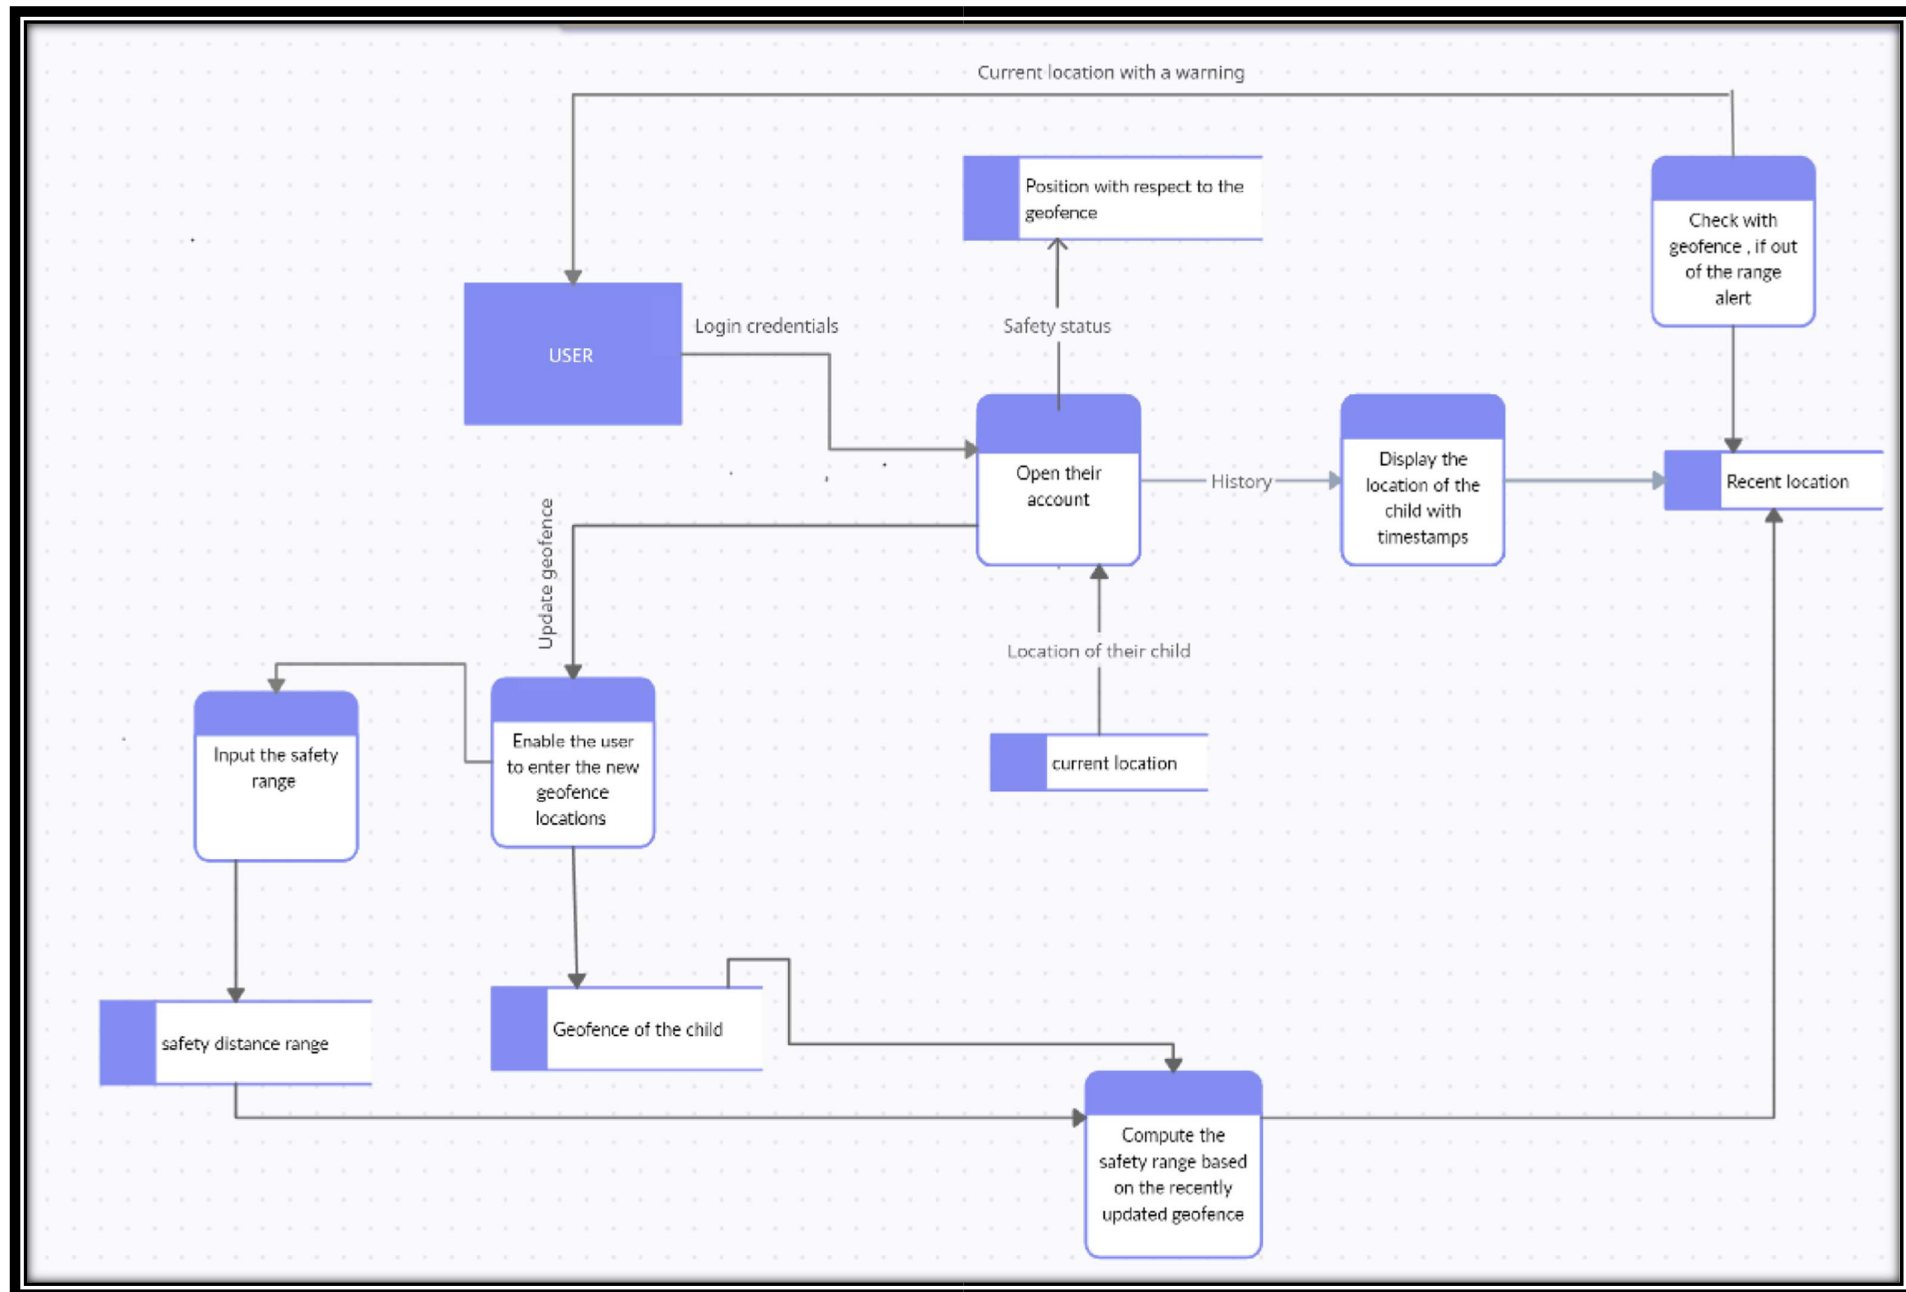 Current location with a warning
Position with respect to the
geofence
Check with
geofence , if out
of the range
alert
USER
Login credentials
Safety status
Open their
account
History
Display the
location of the
child with
timestamps
Recent location
Update geofence
Location of their child
current location
Input the safety
range
Enable the user
to enter the new
geofence
locations
safety distance range
Geofence of the child
Compute the
safety range based
on the recently
updated geofence